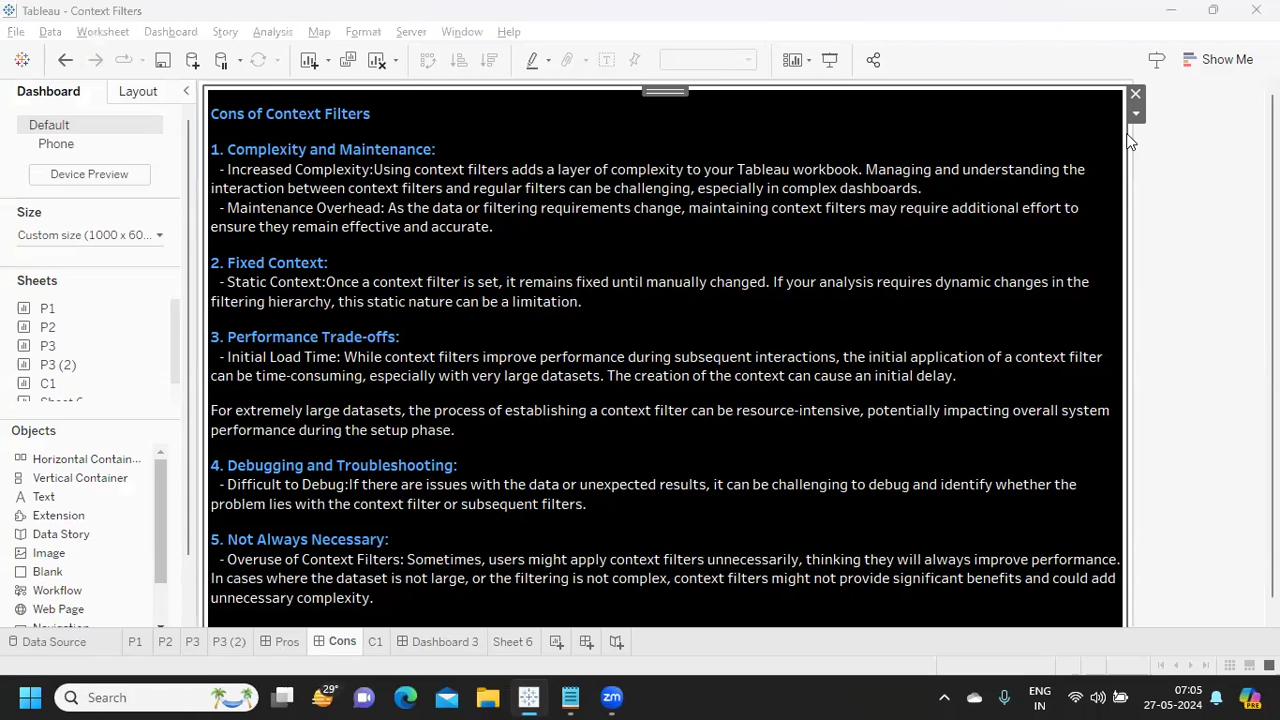 Tableau - Context Filters
File Data Worksheet Dashboard Story Analysis Map Format Server Window Help
Show Me
Dashboard Layout
Default
Phone
Device Preview
Size
Custom size (1000 x 60...
Sheets
P1
P2
P3
P3 (2)
C1
Sheet 6
Objects
Horizontal Contain...
Vertical Container
Text
Extension
Data Story
Image
Blank
Workflow
Web Page
Cons of Context Filters
1. Complexity and Maintenance:
- Increased Complexity:Using context filters adds a layer of complexity to your Tableau workbook. Managing and understanding the
interaction between context filters and regular filters can be challenging, especially in complex dashboards.
- Maintenance Overhead: As the data or filtering requirements change, maintaining context filters may require additional effort to
ensure they remain effective and accurate.
2. Fixed Context:
- Static Context:Once a context filter is set, it remains fixed until manually changed. If your analysis requires dynamic changes in the
filtering hierarchy, this static nature can be a limitation.
3. Performance Trade-offs:
- Initial Load Time: While context filters improve performance during subsequent interactions, the initial application of a context filter
can be time-consuming, especially with very large datasets. The creation of the context can cause an initial delay.
For extremely large datasets, the process of establishing a context filter can be resource-intensive, potentially impacting overall system
performance during the setup phase.
4. Debugging and Troubleshooting:
- Difficult to Debug:If there are issues with the data or unexpected results, it can be challenging to debug and identify whether the
problem lies with the context filter or subsequent filters.
5. Not Always Necessary:
- Overuse of Context Filters: Sometimes, users might apply context filters unnecessarily, thinking they will always improve performance.
In cases where the dataset is not large, or the filtering is not complex, context filters might not provide significant benefits and could add
unnecessary complexity.
Data Source P1 P2 P3 P3 (2) Pros Cons C1 Dashboard 3 Sheet 6
Search
29°
zm
ENG
IN
07:05
27-05-2024
PRE